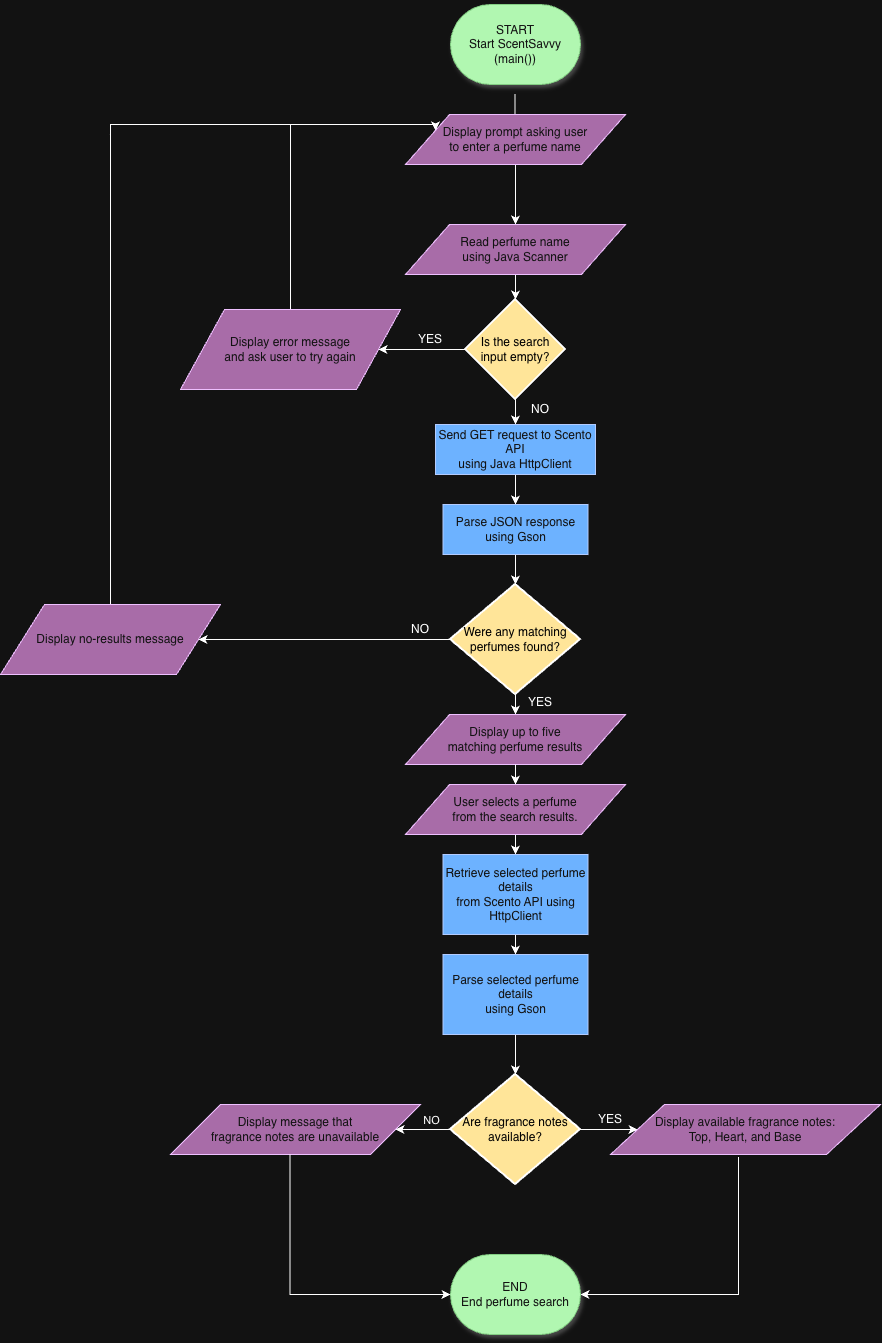 START
Start ScentSavvy
(main())
Display prompt asking user
to enter a perfume name
Read perfume name
using Java Scanner
Is the search
input empty?
YES
Display error message
and ask user to try again
NO
Send GET request to Scento
API
using Java HttpClient
Parse JSON response
using Gson
Were any matching
perfumes found?
NO
Display no-results message
YES
Display up to five
matching perfume results
User selects a perfume
from the search results.
Retrieve selected perfume
details
from Scento API using
HttpClient
Parse selected perfume
details
using Gson
Are fragrance notes
available?
NO
Display message that
fragrance notes are unavailable
YES
Display available fragrance notes:
Top, Heart, and Base
END
End perfume search